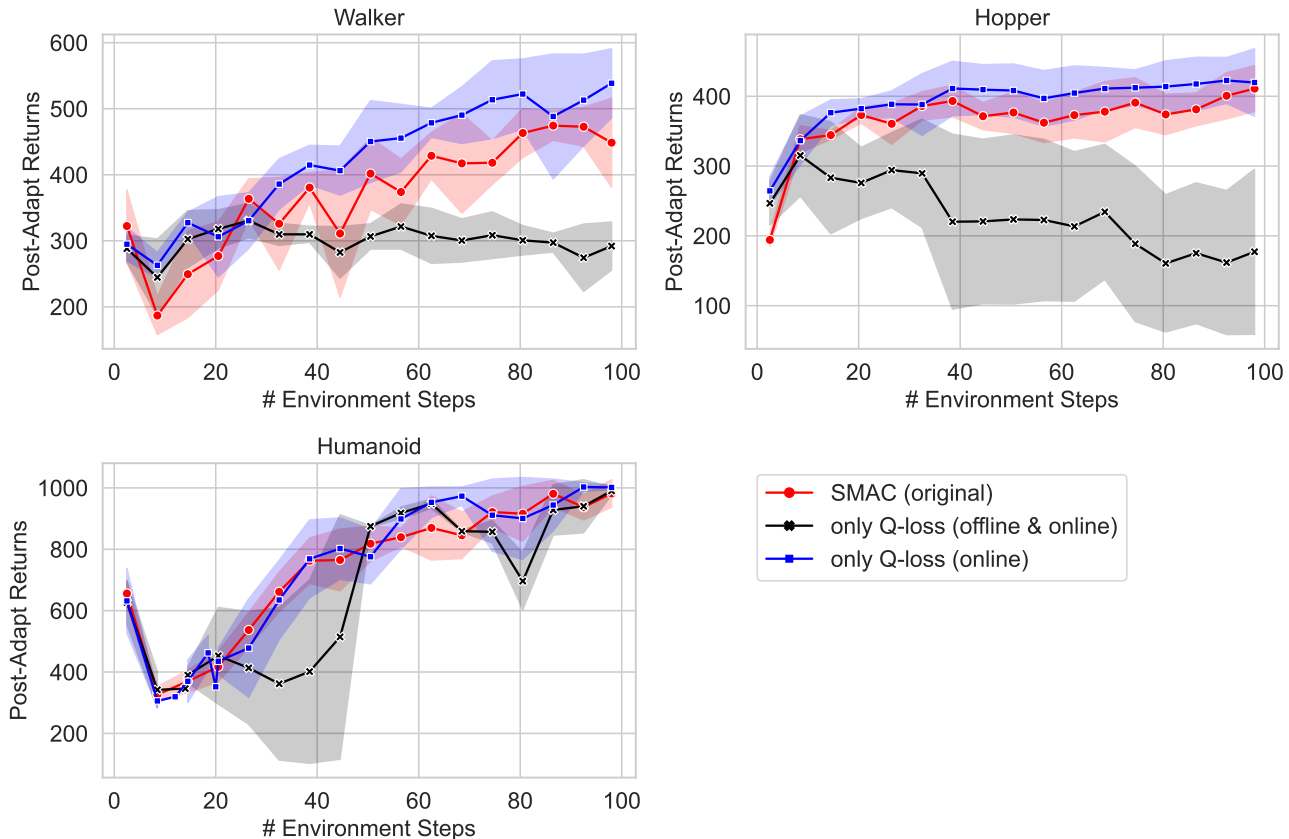 Walker
600
500
400
300
200
Post-Adapt Returns
0 20 40 60 80 100
# Environment Steps
Hopper
400
300
200
100
Post-Adapt Returns
0 20 40 60 80 100
# Environment Steps
Humanoid
1000
800
600
400
200
Post-Adapt Returns
0 20 40 60 80 100
# Environment Steps
SMAC (original)
only Q-loss (offline & online)
only Q-loss (online)